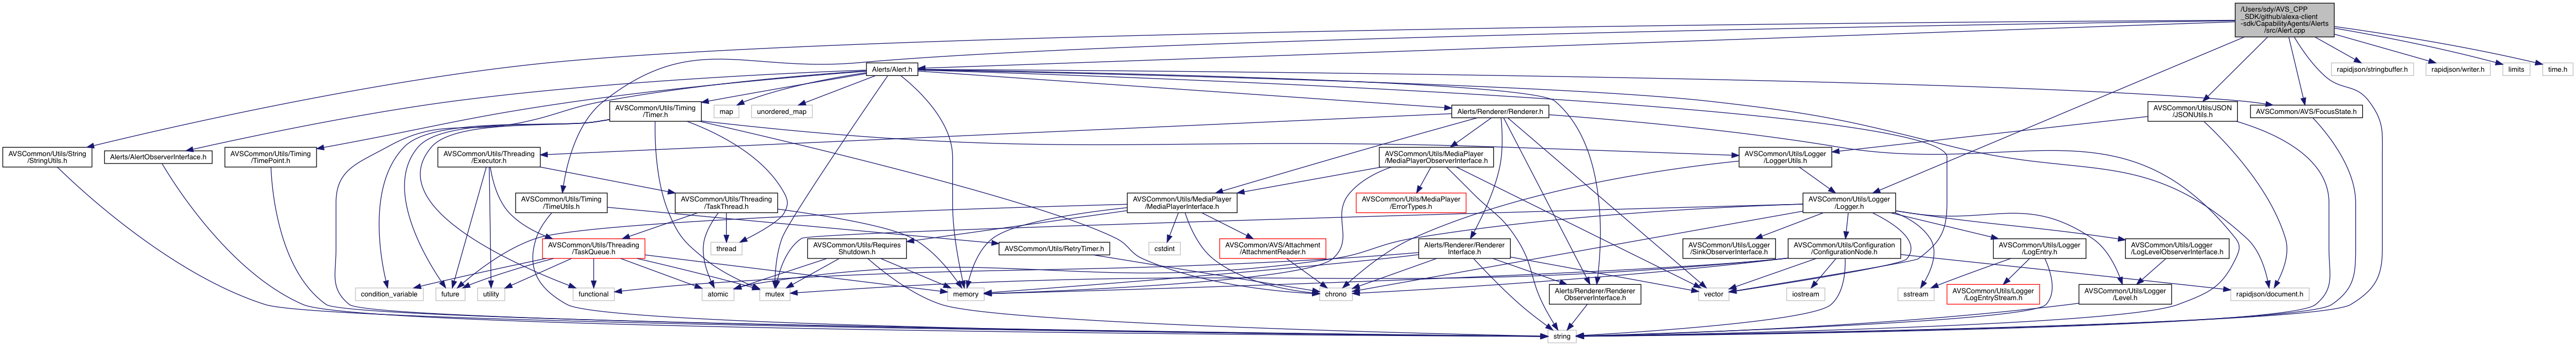 /Users/sdy/AVS_CPP
_SDK/github/alexa-client
-sdk/CapabilityAgents/Alerts
/src/Alert.cpp
Alerts/Alert.h
rapidjson/stringbuffer.h
rapidjson/writer.h
limits
time.h
AVSCommon/Utils/Timing
/Timer.h
map
unordered_map
Alerts/Renderer/Renderer.h
AVSCommon/Utils/JSON
/JSONUtils.h
AVSCommon/AVS/FocusState.h
AVSCommon/Utils/String
/StringUtils.h
Alerts/AlertObserverInterface.h
AVSCommon/Utils/Timing
/TimePoint.h
AVSCommon/Utils/Threading
/Executor.h
AVSCommon/Utils/MediaPlayer
/MediaPlayerObserverInterface.h
AVSCommon/Utils/Logger
/LoggerUtils.h
AVSCommon/Utils/Timing
/TimeUtils.h
AVSCommon/Utils/Threading
/TaskThread.h
AVSCommon/Utils/MediaPlayer
/MediaPlayerInterface.h
AVSCommon/Utils/MediaPlayer
/ErrorTypes.h
AVSCommon/Utils/Logger
/Logger.h
AVSCommon/Utils/Threading
/TaskQueue.h
thread
AVSCommon/Utils/Requires
Shutdown.h
AVSCommon/Utils/RetryTimer.h
cstdint
AVSCommon/AVS/Attachment
/AttachmentReader.h
Alerts/Renderer/Renderer
Interface.h
AVSCommon/Utils/Logger
/SinkObserverInterface.h
AVSCommon/Utils/Configuration
/ConfigurationNode.h
AVSCommon/Utils/Logger
/LogEntry.h
AVSCommon/Utils/Logger
/LogLevelObserverInterface.h
condition_variable
future
utility
functional
atomic
mutex
memory
chrono
Alerts/Renderer/Renderer
ObserverInterface.h
vector
iostream
sstream
AVSCommon/Utils/Logger
/LogEntryStream.h
AVSCommon/Utils/Logger
/Level.h
rapidjson/document.h
string